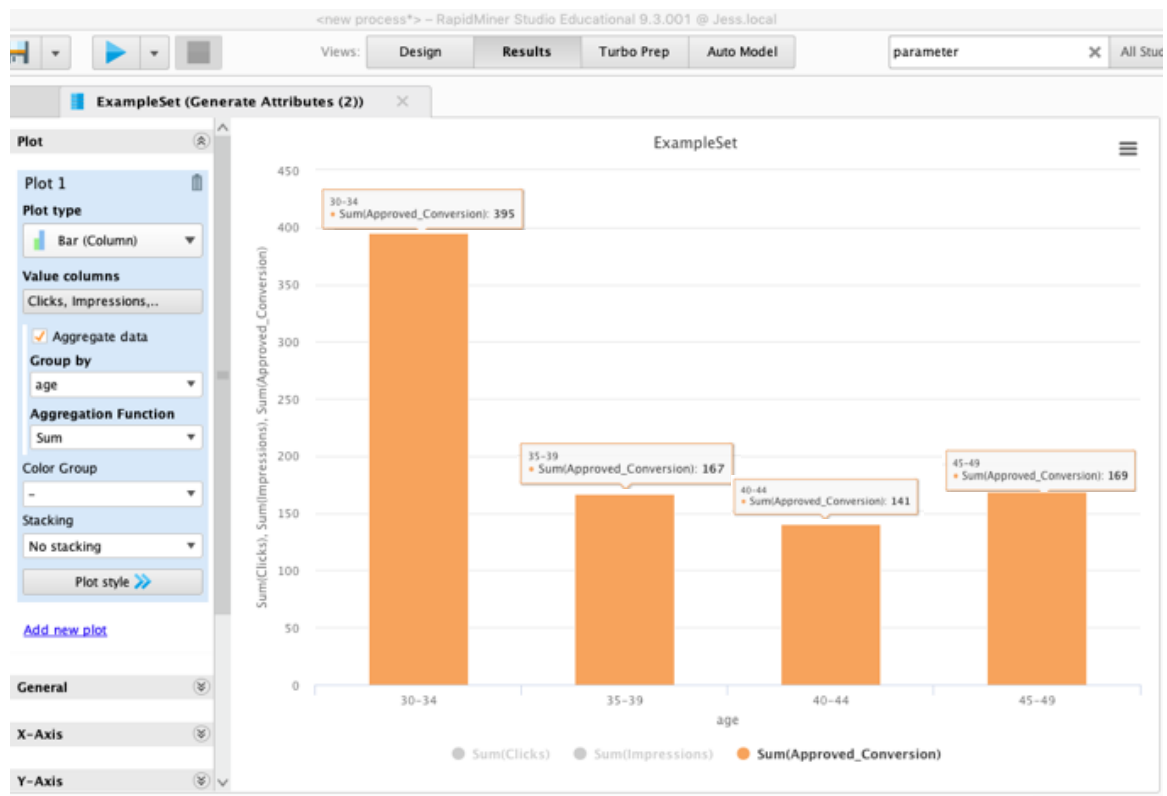 <new process*> – RapidMiner Studio Educational 9.3.001 @ Jess.local
Views: Design Results Turbo Prep Auto Model parameter All Stud
ExampleSet (Generate Attributes (2))
Plot
Plot 1
Plot type
Bar (Column)
Value columns
Clicks, Impressions,...
Aggregate data
Group by
age
Aggregation Function
Sum
Color Group
-
Stacking
No stacking
Plot style
Add new plot
General
X-Axis
Y-Axis
ExampleSet
Sum(Clicks), Sum(Impressions), Sum(Approved_Conversion)
450
400
350
300
250
200
150
100
50
0
30-34
Sum(Approved_Conversion): 395
35-39
Sum(Approved_Conversion): 167
40-44
Sum(Approved_Conversion): 141
45-49
Sum(Approved_Conversion): 169
30-34 35-39 40-44 45-49
age
Sum(Clicks) Sum(Impressions) Sum(Approved_Conversion)